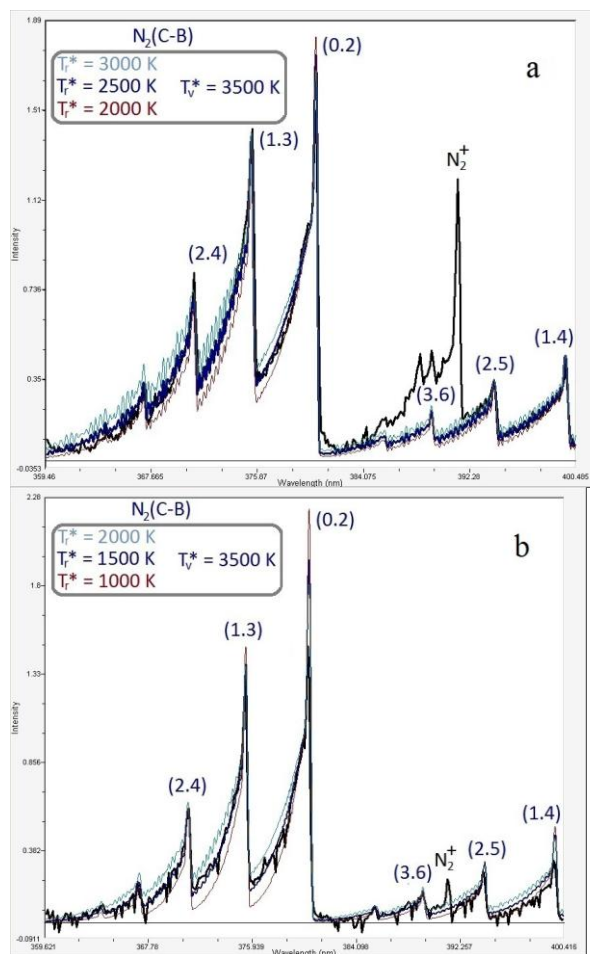 1.89
N₂(C-B)
Tᵣ* = 3000 K
Tᵣ* = 2500 K Tᵥ* = 3500 K
Tᵣ* = 2000 K
(0.2)
a
1.51
(1.3)
N₂⁺
1.12
Intensity
(2.4)
0.736
(2.5)
(1.4)
0.35
(3.6)
-0.0353
359.46
367.665
375.87
384.075
392.28
400.485
Wavelength (nm)
2.28
N₂(C-B)
Tᵣ* = 2000 K
Tᵣ* = 1500 K Tᵥ* = 3500 K
Tᵣ* = 1000 K
(0.2)
b
1.8
(1.3)
1.33
Intensity
0.856
(2.4)
(1.4)
0.382
N₂⁺
(2.5)
(3.6)
-0.0911
359.621
367.78
375.939
384.098
392.257
400.416
Wavelength (nm)